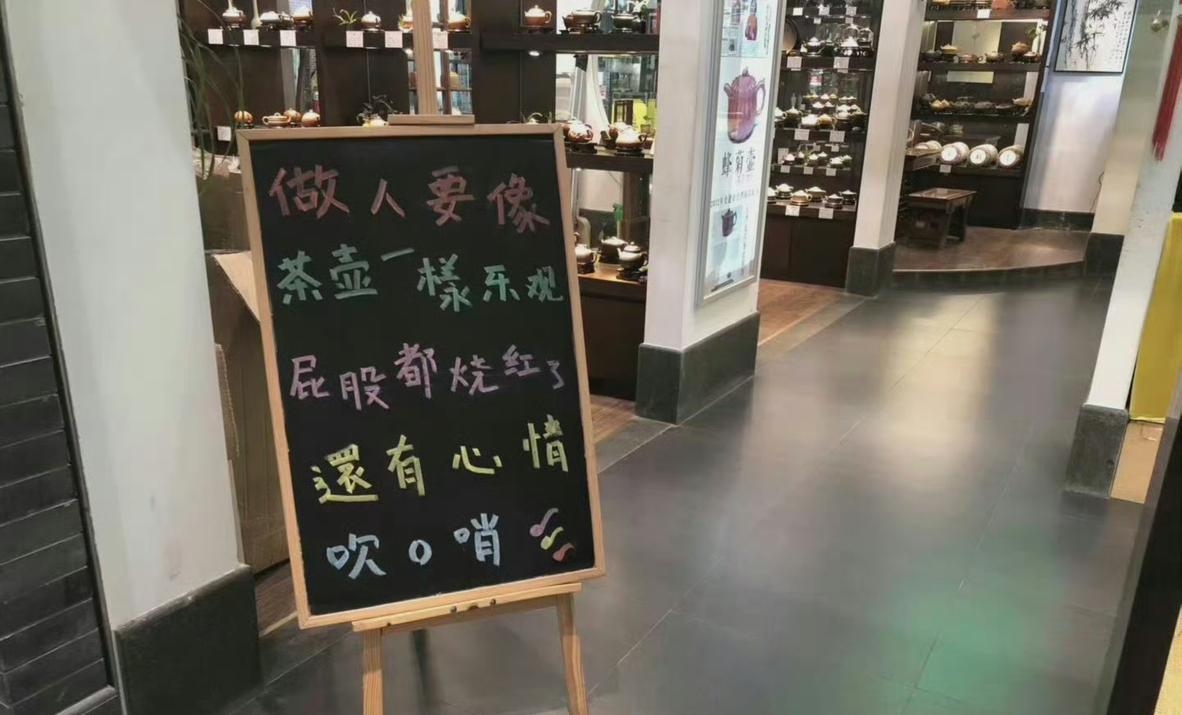 做人要像
茶壶一樣乐观
屁股都烧红了
還有心情
吹口哨